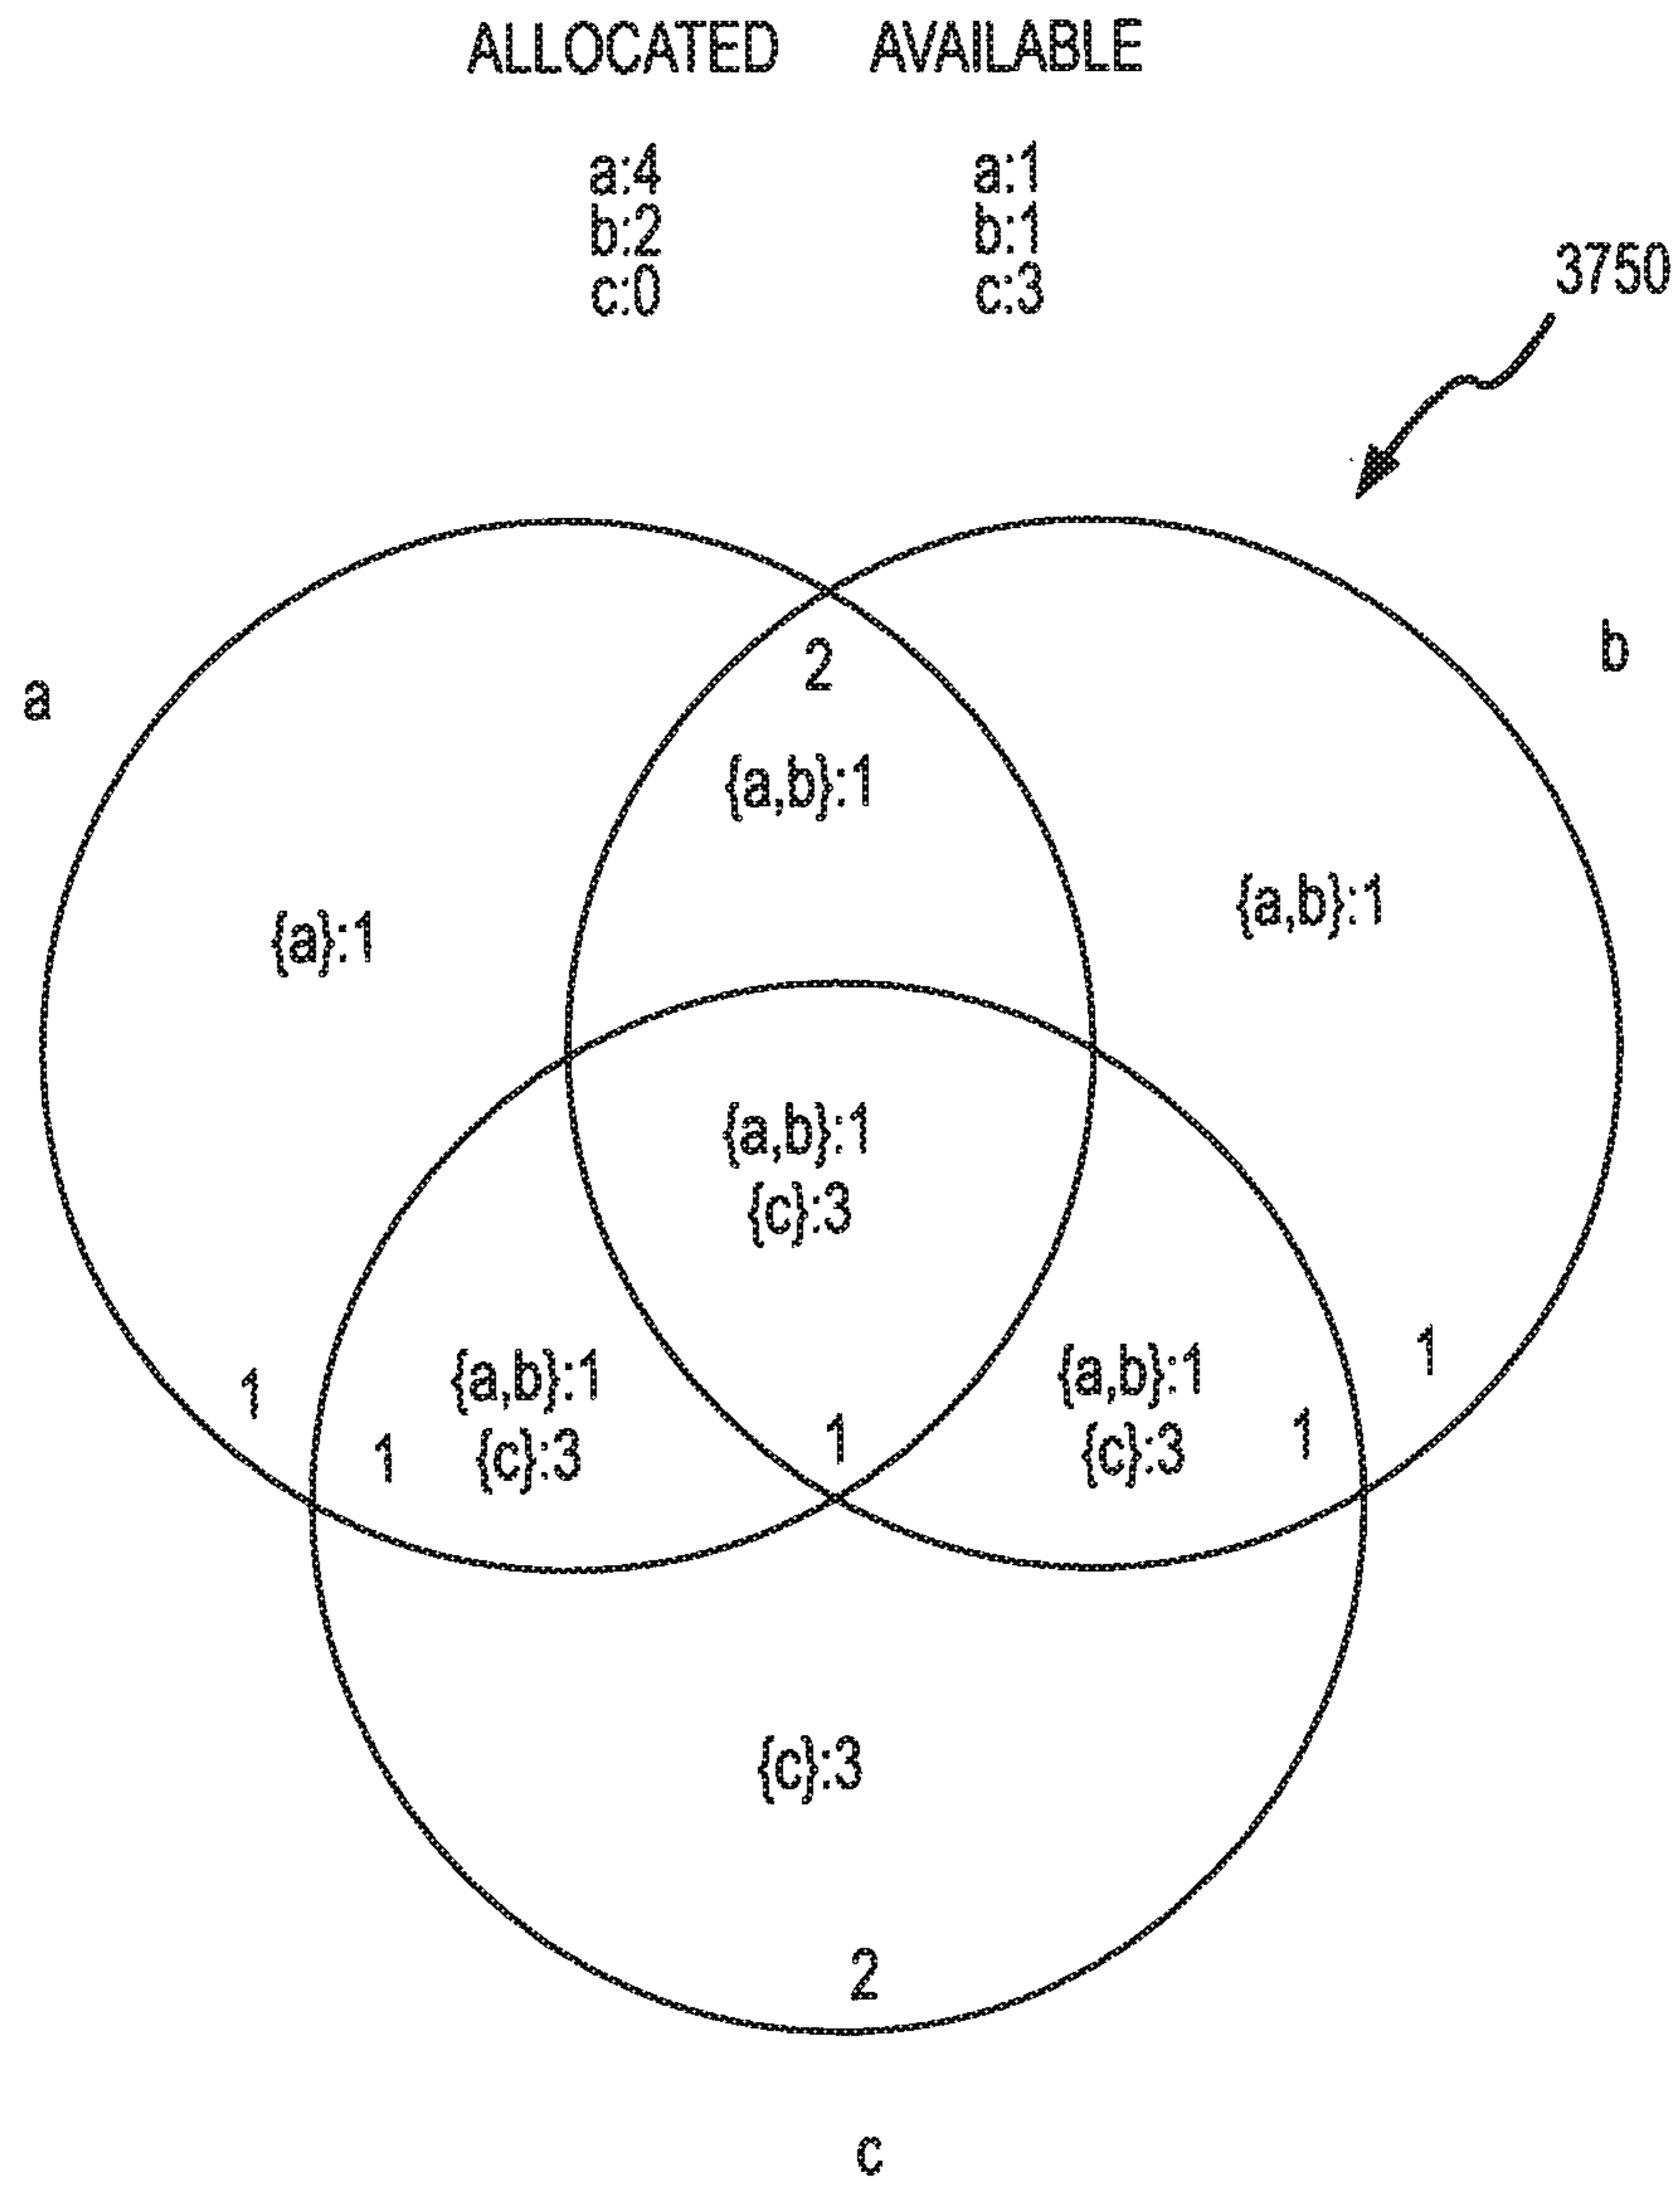 ALLOCATED AVAILABLE
a:4 a:1
b:2 b:1
c:0 c:3
3750
b
2
a
{a,b}:1
{a,b}:1
{a}:1
{a,b}:1
{c}:3
1
{a,b}:1
{a,b}:1
1
1
{c}:3
1
{c}:3
1
{c}:3
2
c